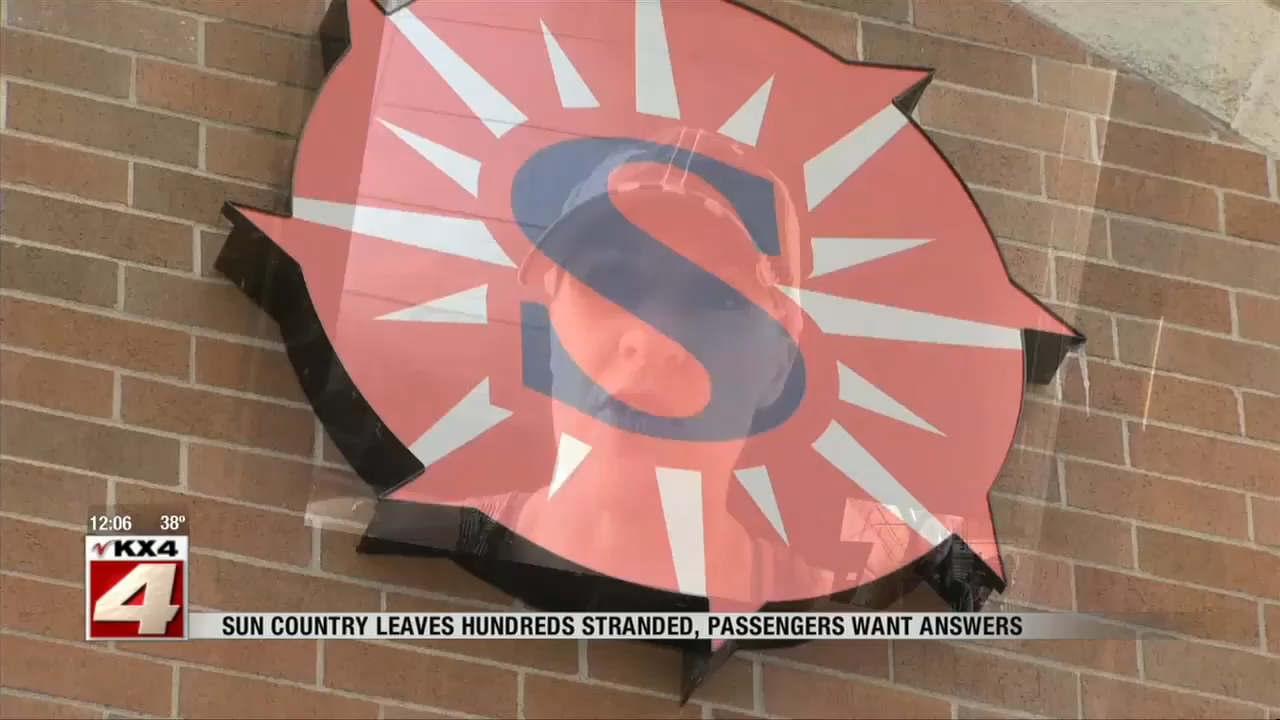 S
12:06 38°
KX4
4
SUN COUNTRY LEAVES HUNDREDS STRANDED, PASSENGERS WANT ANSWERS